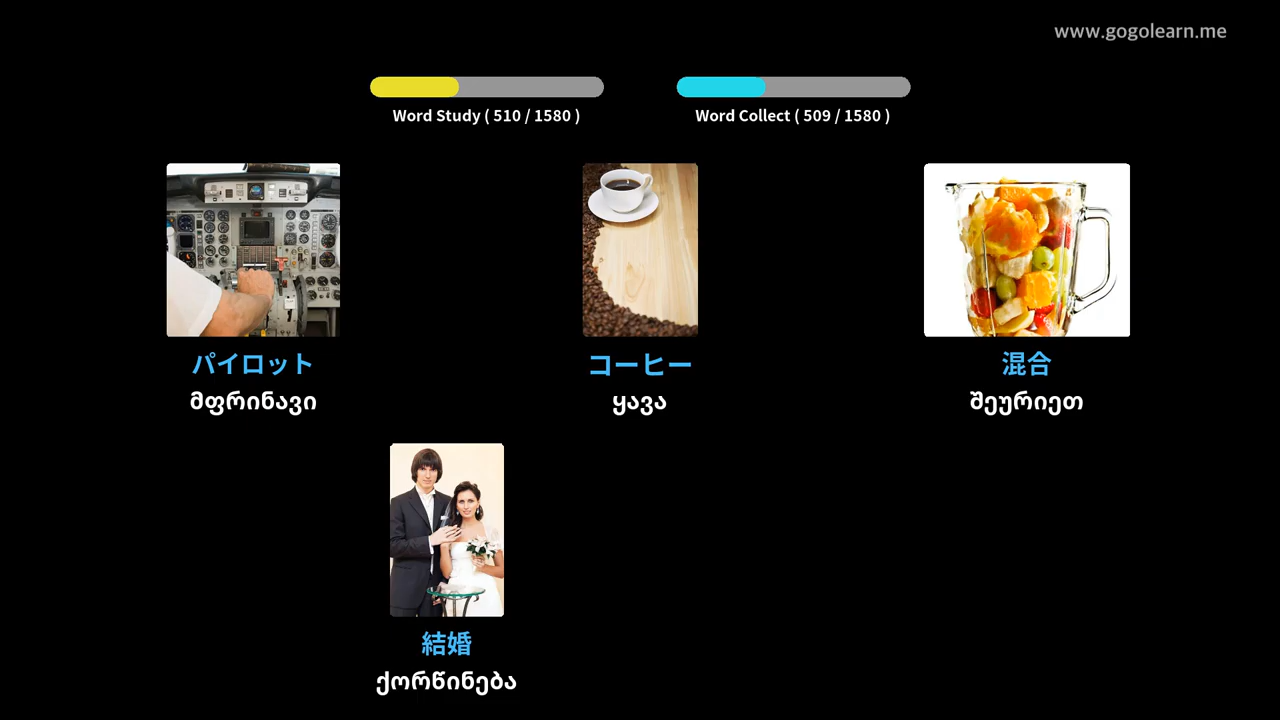 www.gogolearn.me
Word Study ( 510 / 1580 )
Word Collect ( 509 / 1580 )
パイロット
მფრინავი
コーヒー
ყავა
混合
შეურიეთ
結婚
ქორწინება